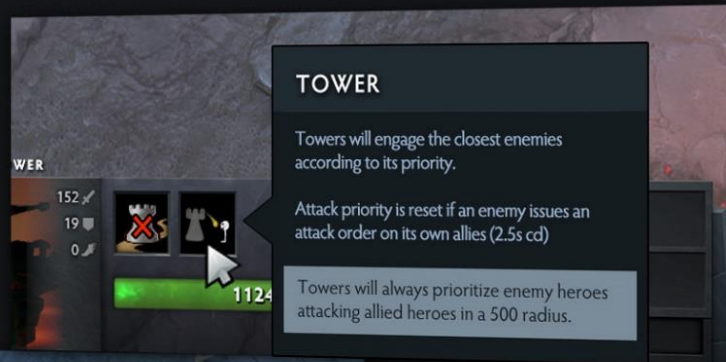 TOWER
Towers will engage the closest enemies
according to its priority.
Attack priority is reset if an enemy issues an
attack order on its own allies (2.5s cd)
Towers will always prioritize enemy heroes
attacking allied heroes in a 500 radius.
WER
152
19
0
1124